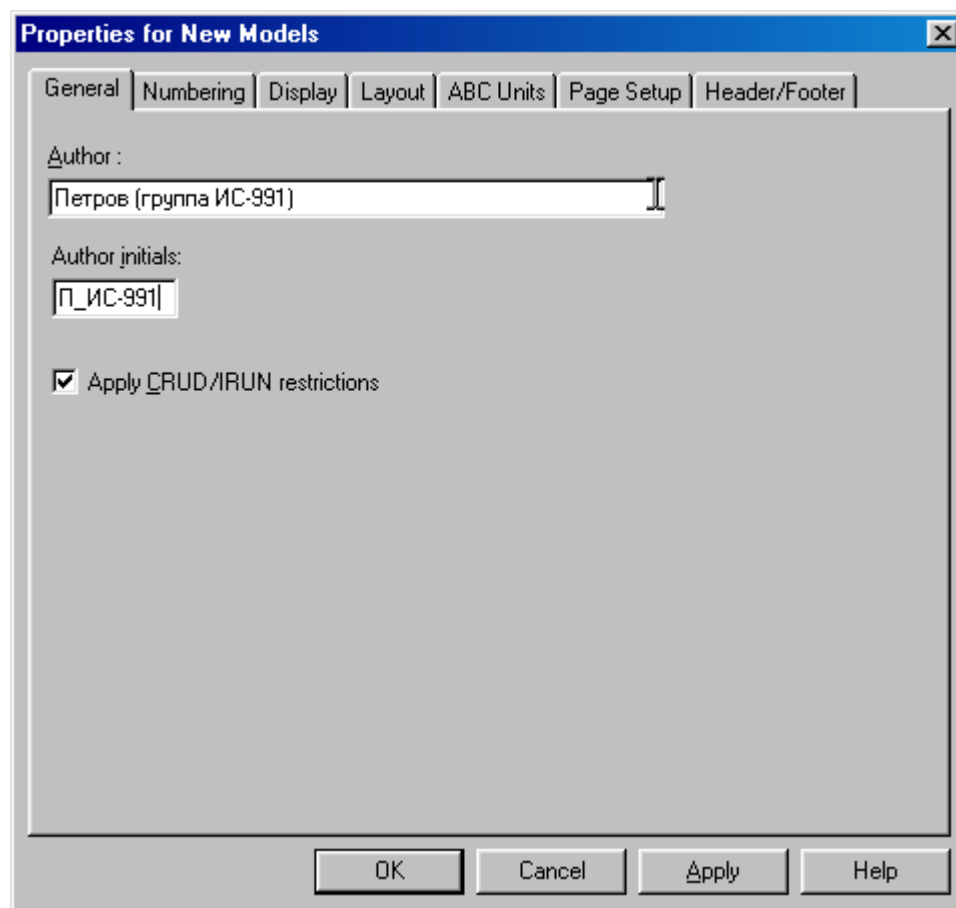 Properties for New Models
General Numbering Display Layout ABC Units Page Setup Header/Footer
Author :
Петров (группа ИС-991)
Author initials:
П_ИС-991
Apply CRUD/IRUN restrictions
OK Cancel Apply Help